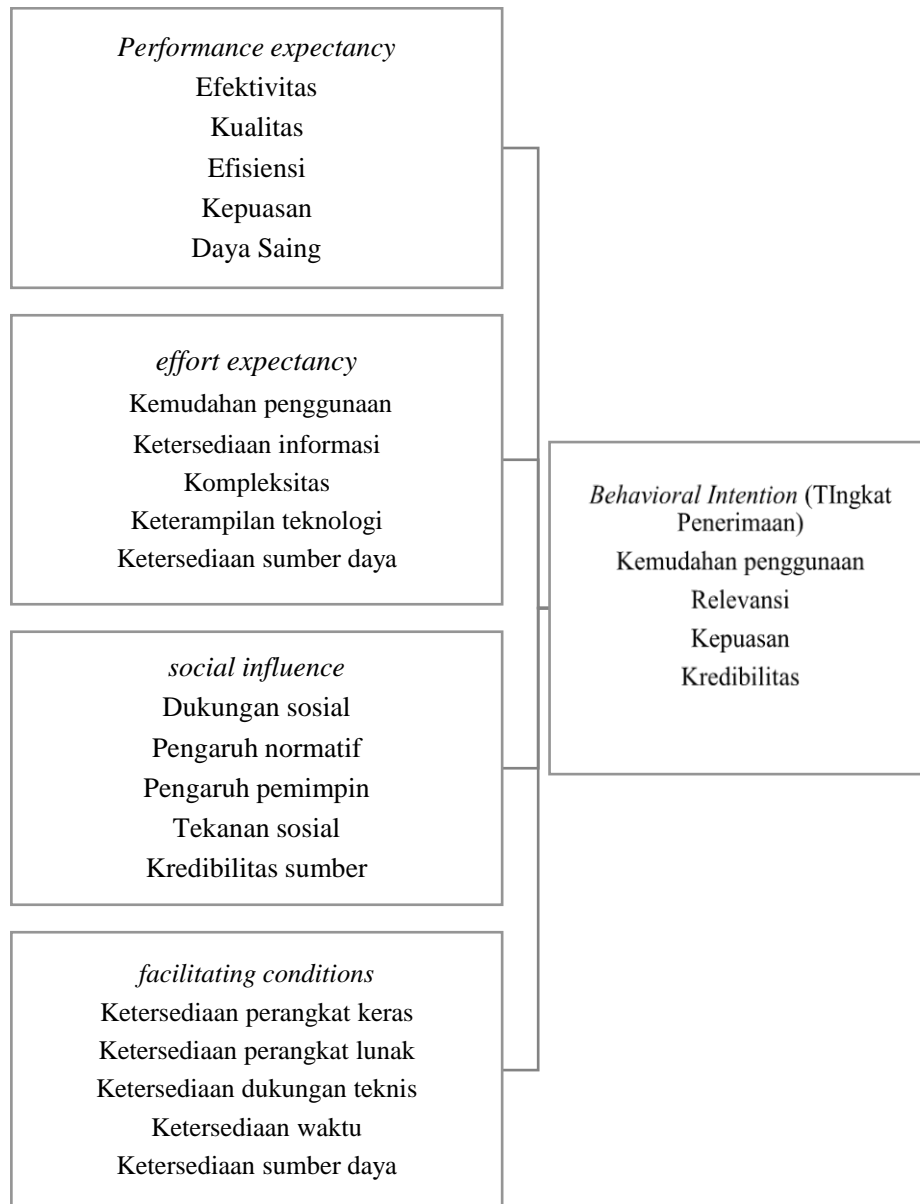 Performance expectancy
Efektivitas
Kualitas
Efisiensi
Kepuasan
Daya Saing
effort expectancy
Kemudahan penggunaan
Ketersediaan informasi
Kompleksitas
Keterampilan teknologi
Ketersediaan sumber daya
social influence
Dukungan sosial
Pengaruh normatif
Pengaruh pemimpin
Tekanan sosial
Kredibilitas sumber
facilitating conditions
Ketersediaan perangkat keras
Ketersediaan perangkat lunak
Ketersediaan dukungan teknis
Ketersediaan waktu
Ketersediaan sumber daya
Behavioral Intention (TIngkat
Penerimaan)
Kemudahan penggunaan
Relevansi
Kepuasan
Kredibilitas